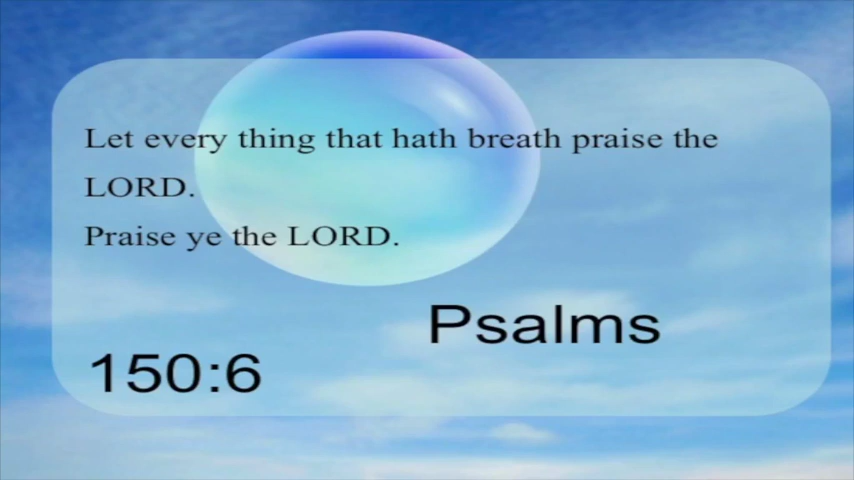 Let every thing that hath breath praise the
LORD.
Praise ye the LORD.
Psalms
150:6